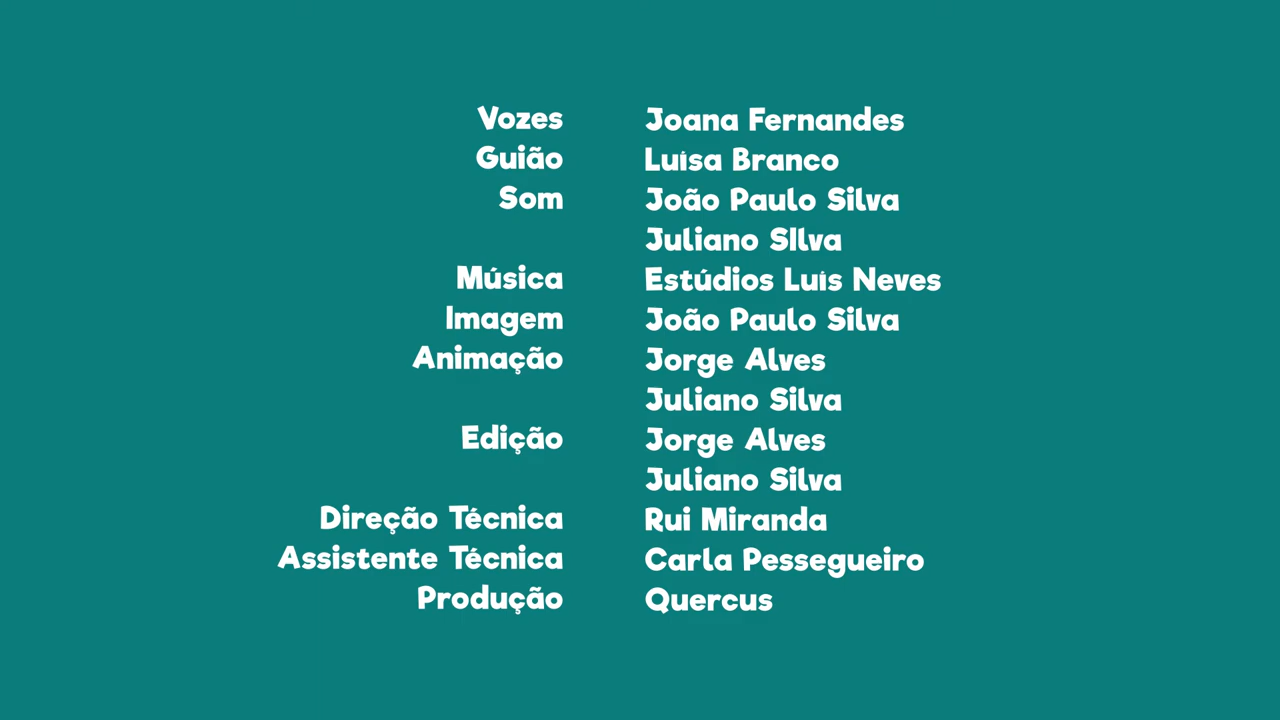 Vozes Joana Fernandes
Guião Luísa Branco
Som João Paulo Silva
Juliano SIlva
Música Estúdios Luís Neves
Imagem João Paulo Silva
Animação Jorge Alves
Juliano Silva
Edição Jorge Alves
Juliano Silva
Direção Técnica Rui Miranda
Assistente Técnica Carla Pessegueiro
Produção Quercus